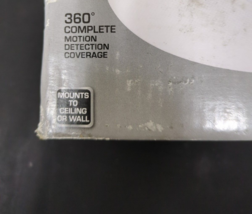 360°
COMPLETE
MOTION
DETECTION
COVERAGE
MOUNTS
TO
CEILING
OR WALL